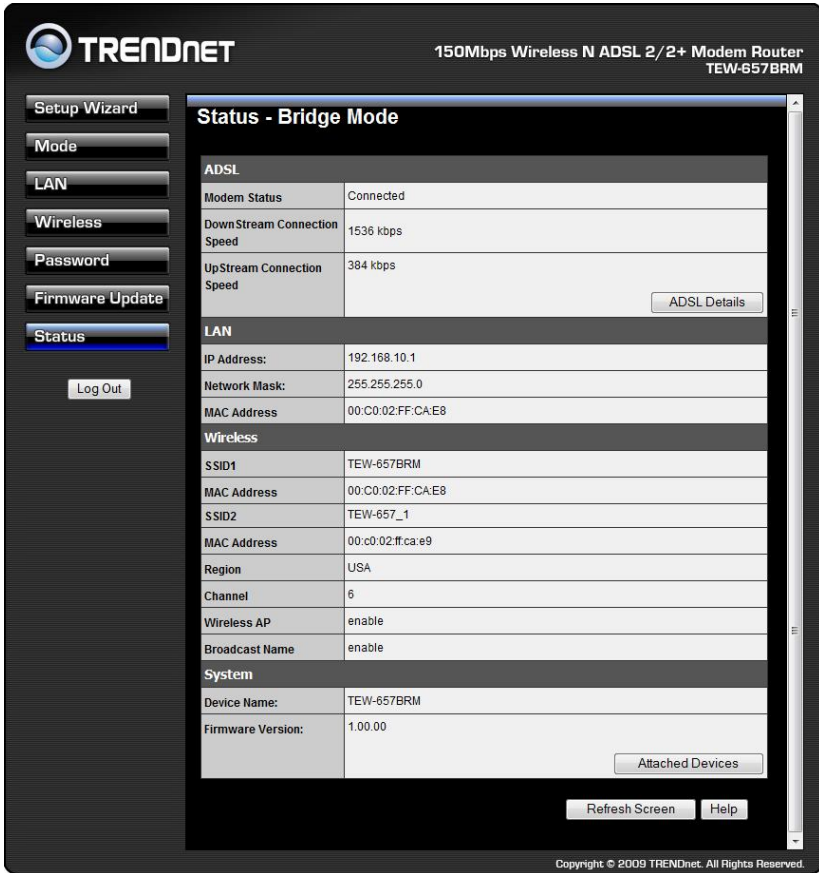 TRENDNET
150Mbps Wireless N ADSL 2/2+ Modem Router
TEW-657BRM
Setup Wizard
Mode
LAN
Wireless
Password
Firmware Update
Status
Log Out
Status - Bridge Mode
ADSL
Modem Status Connected
DownStream Connection
Speed 1536 kbps
UpStream Connection
Speed 384 kbps
ADSL Details
LAN
IP Address: 192.168.10.1
Network Mask: 255.255.255.0
MAC Address 00:C0:02:FF:CA:E8
Wireless
SSID1 TEW-657BRM
MAC Address 00:C0:02:FF:CA:E8
SSID2 TEW-657_1
MAC Address 00:c0:02:ff:ca:e9
Region USA
Channel 6
Wireless AP enable
Broadcast Name enable
System
Device Name: TEW-657BRM
Firmware Version: 1.00.00
Attached Devices
Refresh Screen Help
Copyright © 2009 TRENDnet. All Rights Reserved.